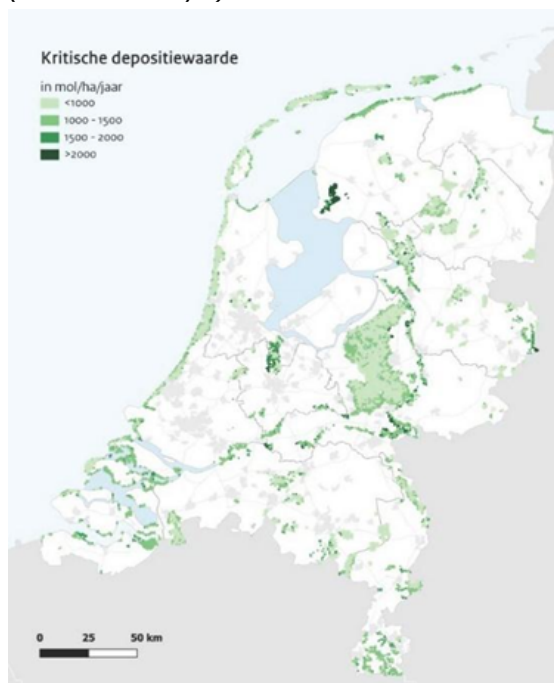 Kritische depositiewaarde
in mol/ha/jaar
<1000
1000 - 1500
1500 - 2000
>2000
0 25 50 km